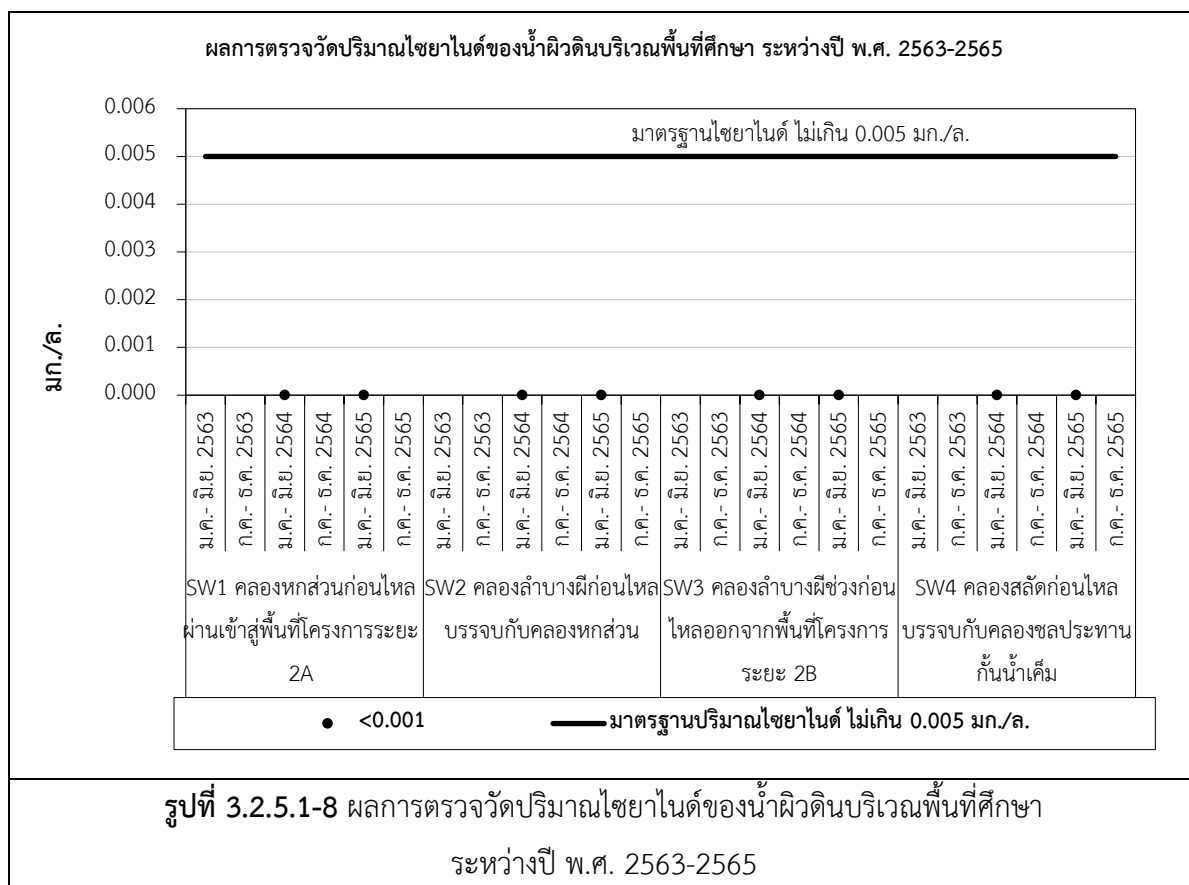 ผลการตรวจวัดปริมาณไซยาไนด์ของน้ำผิวดินบริเวณพื้นที่ศึกษา ระหว่างปี พ.ศ. 2563-2565
0.006
มาตรฐานไซยาไนด์ ไม่เกิน 0.005 มก./ล.
0.005
0.004
0.003
0.002
0.001
0.000
มก./ล.
ม.ค.- มิ.ย. 2563
ก.ค.- ธ.ค. 2563
ม.ค.- มิ.ย. 2564
ก.ค.- ธ.ค. 2564
ม.ค.- มิ.ย. 2565
ก.ค.- ธ.ค. 2565
ม.ค.- มิ.ย. 2563
ก.ค.- ธ.ค. 2563
ม.ค.- มิ.ย. 2564
ก.ค.- ธ.ค. 2564
ม.ค.- มิ.ย. 2565
ก.ค.- ธ.ค. 2565
ม.ค.- มิ.ย. 2563
ก.ค.- ธ.ค. 2563
ม.ค.- มิ.ย. 2564
ก.ค.- ธ.ค. 2564
ม.ค.- มิ.ย. 2565
ก.ค.- ธ.ค. 2565
ม.ค.- มิ.ย. 2563
ก.ค.- ธ.ค. 2563
ม.ค.- มิ.ย. 2564
ก.ค.- ธ.ค. 2564
ม.ค.- มิ.ย. 2565
ก.ค.- ธ.ค. 2565
SW1 คลองหกส่วนก่อนไหล
ผ่านเข้าสู่พื้นที่โครงการระยะ
2A
SW2 คลองลำบางผีก่อนไหล
บรรจบกับคลองหกส่วน
SW3 คลองลำบางผีช่วงก่อน
ไหลออกจากพื้นที่โครงการ
ระยะ 2B
SW4 คลองสลัดก่อนไหล
บรรจบกับคลองชลประทาน
กั้นน้ำเค็ม
<0.001
มาตรฐานปริมาณไซยาไนด์ ไม่เกิน 0.005 มก./ล.
รูปที่ 3.2.5.1-8 ผลการตรวจวัดปริมาณไซยาไนด์ของน้ำผิวดินบริเวณพื้นที่ศึกษา
ระหว่างปี พ.ศ. 2563-2565